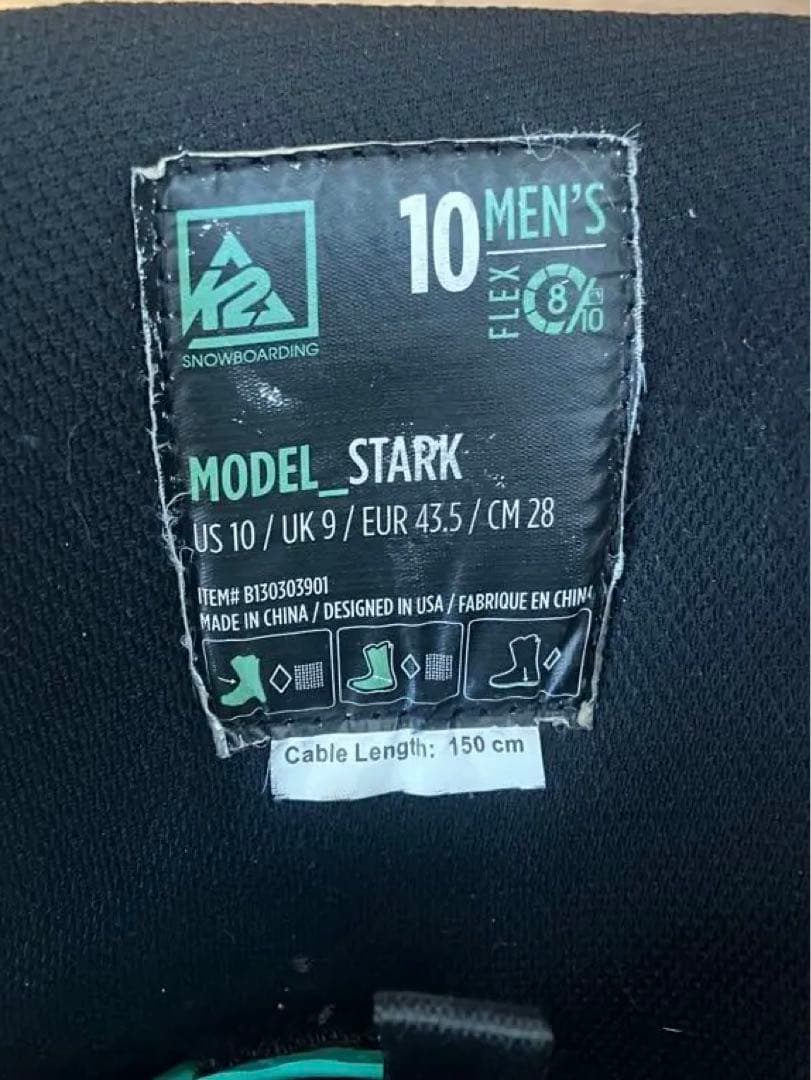 K2
SNOWBOARDING
10 MEN'S
FLEX 8/10
MODEL_STARK
US 10 / UK 9 / EUR 43.5 / CM 28
ITEM# B130303901
MADE IN CHINA / DESIGNED IN USA / FABRIQUE EN CHIN
Cable Length: 150 cm